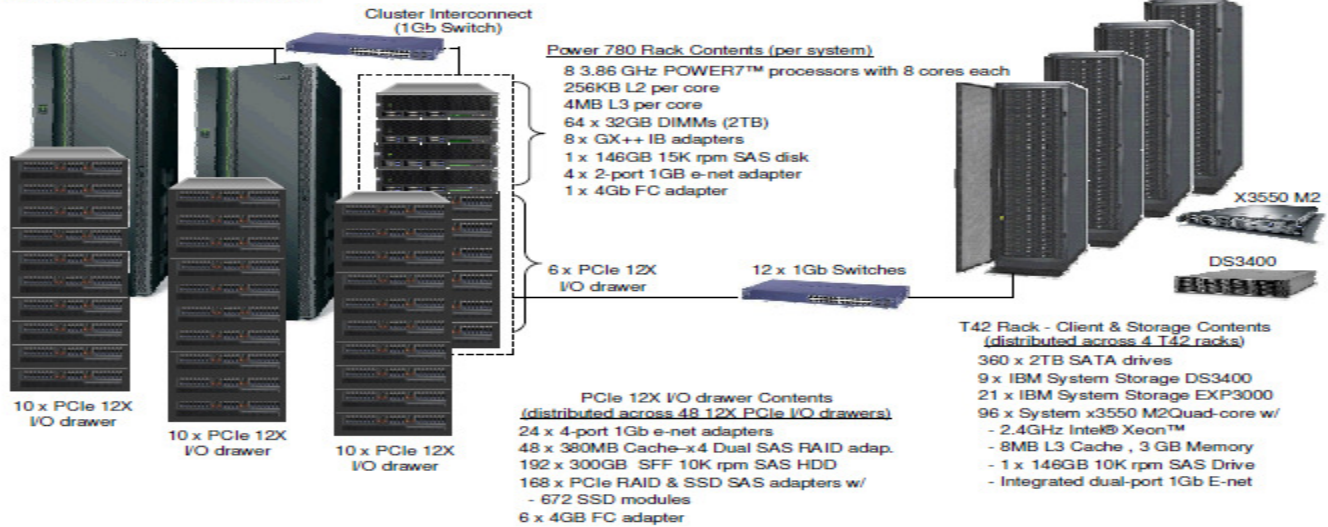 Cluster Interconnect
(1Gb Switch)
Power 780 Rack Contents (per system)
8 3.86 GHz POWER7™ processors with 8 cores each
256KB L2 per core
4MB L3 per core
64 x 32GB DIMMs (2TB)
8x GX++ IB adapters
1 x 146GB 15K rpm SAS disk
4 x 2-port 1GB e-net adapter
1 x 4Gb FC adapter
X3550 M2
DS3400
6 x PCIe 12X
I/O drawer
12 x 1Gb Switches
T42 Rack - Client & Storage Contents
(distributed across 4 T42 racks)
360 x 2TB SATA drives
9 x IBM System Storage DS3400
21 x IBM System Storage EXP3000
96 x System x3550 M2Quad-core w/
- 2.4GHz Intel® Xeon™
- 8MB L3 Cache , 3 GB Memory
- 1 x 146GB 10K rpm SAS Drive
- Integrated dual-port 1Gb E-net
10 x PCIe 12X
I/O drawer
10 x PCIe 12X
I/O drawer
10 x PCIe 12X
I/O drawer
PCIe 12X I/O drawer Contents
(distributed across 48 12X PCIe I/O drawers)
24 x 4-port 1Gb e-net adapters
48 x 380MB Cache-x4 Dual SAS RAID adap.
192 x 300GB SFF 10K rpm SAS HDD
168 x PCIe RAID & SSD SAS adapters w/
- 672 SSD modules
6 x 4GB FC adapter